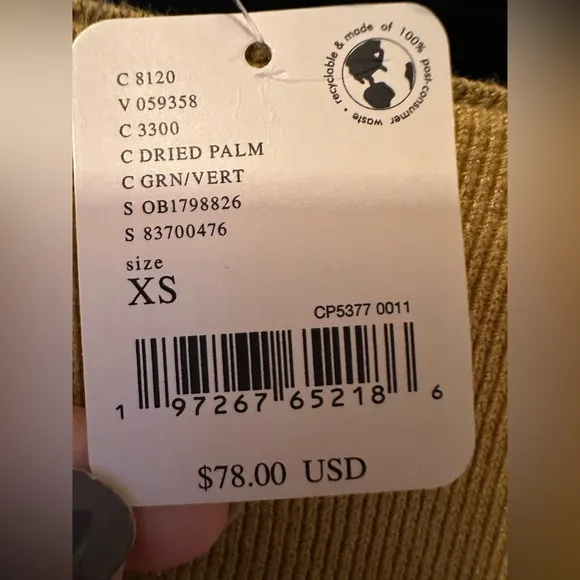 C 8120
V 059358
C 3300
C DRIED PALM
C GRN/VERT
S OB1798826
S 83700476
size
XS
recyclable & made of 100% post-consumer waste •
CP5377 0011
1 97267 65218 6
$78.00 USD